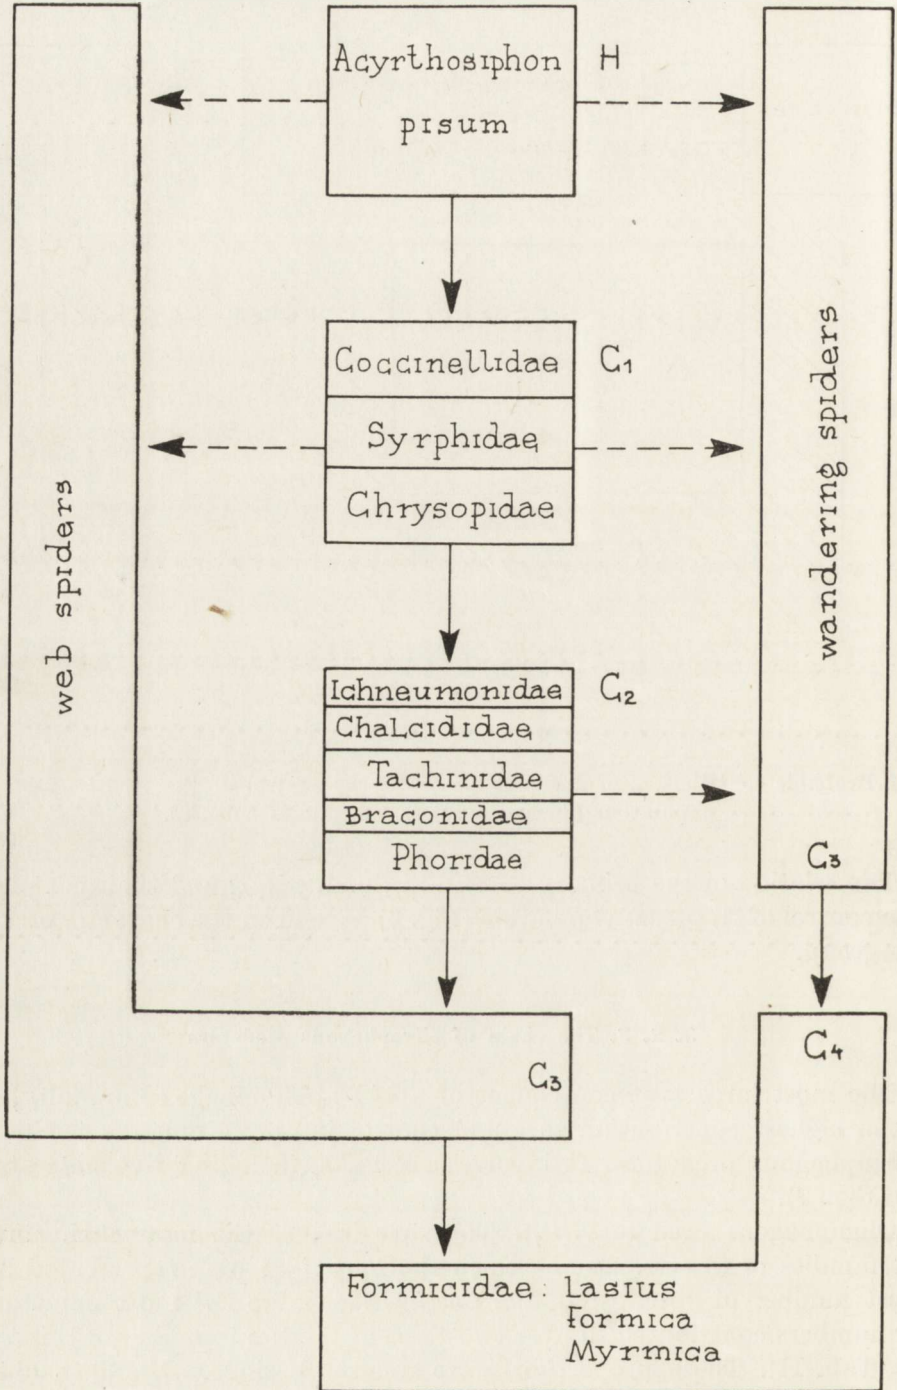 Acyrthosiphon
pisum
H
Coccinellidae
C1
Syrphidae
Chrysopidae
web spiders
wandering spiders
Ichneumonidae
C2
Chalcididae
Tachinidae
Braconidae
Phoridae
C3
C3
C4
Formicidae : Lasius
Formica
Myrmica